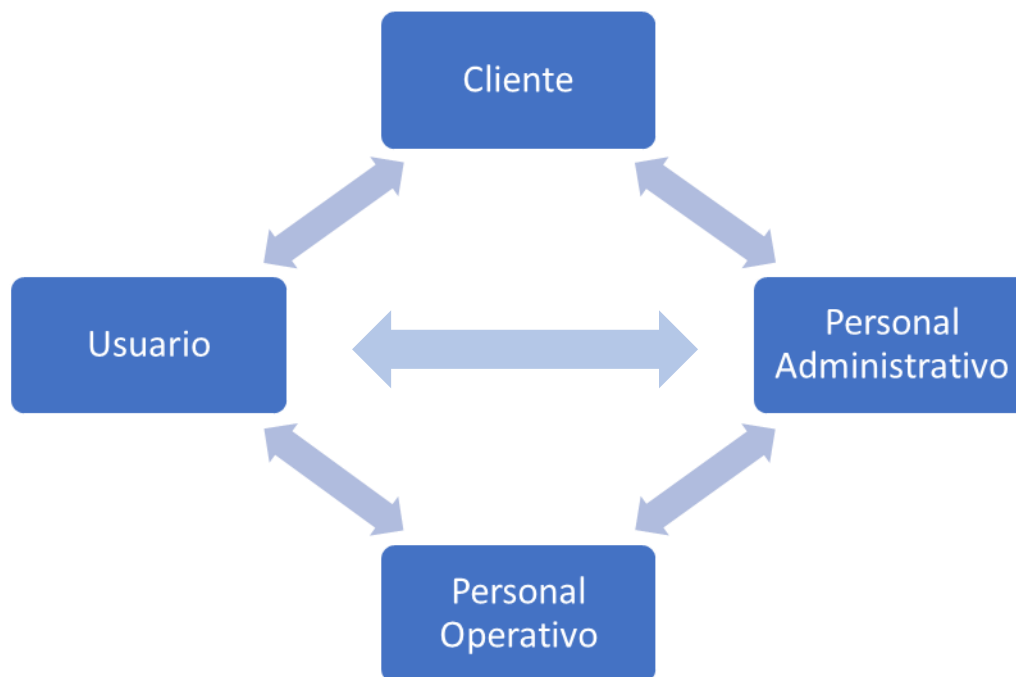 Cliente
Usuario
Personal
Administrativo
Personal
Operativo